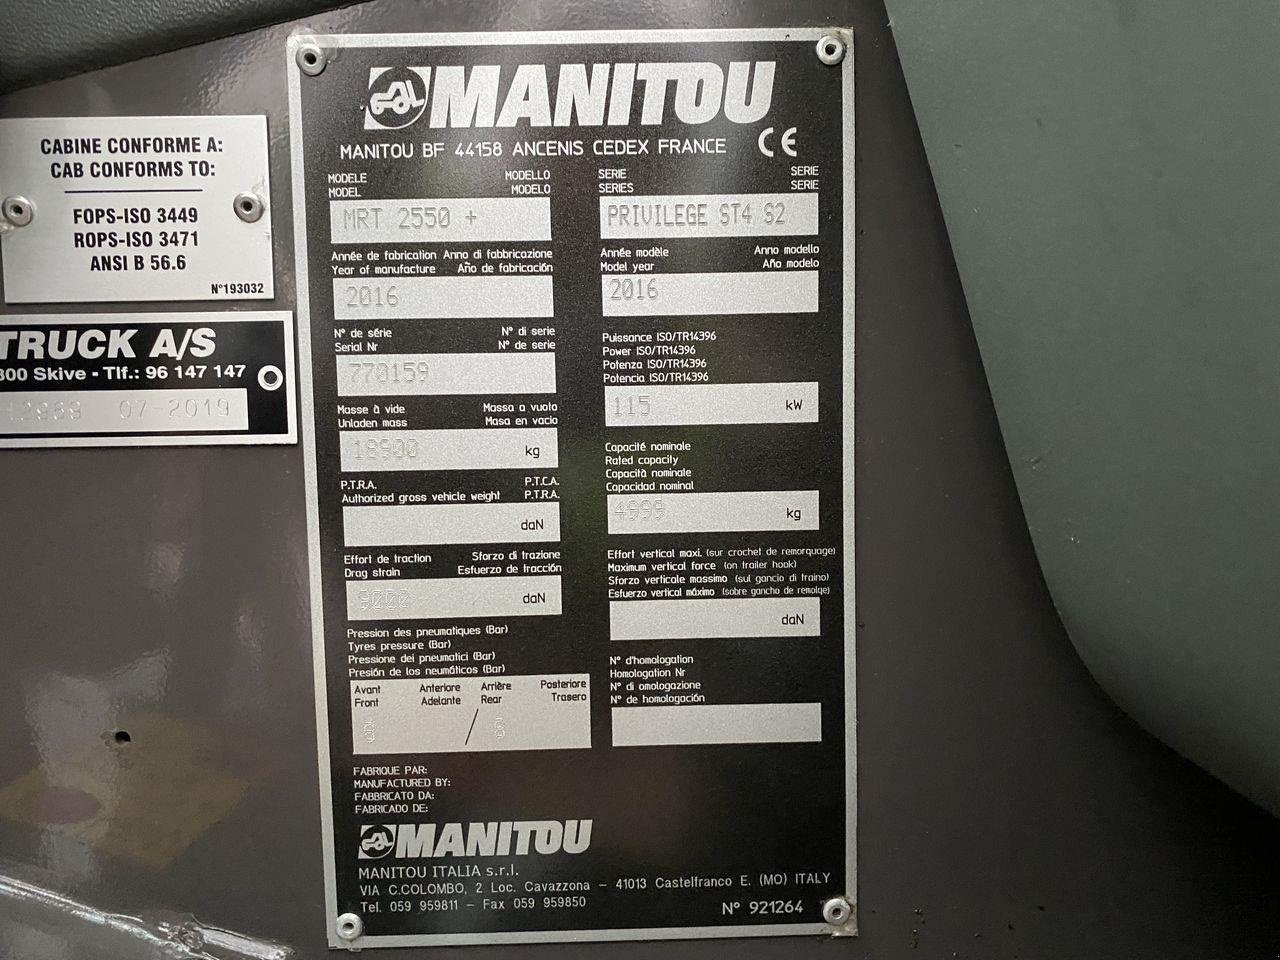 CABINE CONFORME A:
CAB CONFORMS TO:
FOPS-ISO 3449
ROPS-ISO 3471
ANSI B 56.6
N°193032
TRUCK A/S
Skive - Tlf.: 96 147 147
07-2019
MANITOU
MANITOU BF 44158 ANCENIS CEDEX FRANCE CE
MODELE MODELLO
MODEL MODELO
MRT 2550 +
SERIE SERIE
SERIES SERIE
PRIVILEGE ST4 S2
Année de fabrication Anno di fabbricazione
Year of manufacture Año de fabricación
2016
Année modèle Anno modello
Model year Año modelo
2016
N° de série N° di serie
Serial Nr N° de serie
770159
Puissance ISO/TR14396
Power ISO/TR14396
Potenza ISO/TR14396
Potencia ISO/TR14396
115 kW
Masse à vide Massa a vuoto
Unladen mass Masa en vacio
18900 kg
Capacité nominale
Rated capacity
Capacità nominale
Capacidad nominal
4999 kg
P.T.R.A. P.T.C.A.
Authorized gross vehicle weight P.T.R.A.
daN
Effort vertical maxi. (sur crochet de remorquage)
Maximum vertical force (on trailer hook)
Sforzo verticale massimo (sul gancio di traino)
Esfuerzo vertical máximo (sobre gancho de remolqe)
daN
Effort de traction Sforzo di trazione
Drag strain Esfuerzo de tracción
9000 daN
Pression des pneumatiques (Bar)
Tyres pressure (Bar)
Pressione dei pneumatici (Bar)
Presión de los neumóticos (Bar)
Avant Anteriore Arrière Posteriore
Front Adelante Rear Trasero
/
N° d'homologation
Homologation Nr
N° di omologazione
N° de homologación
FABRIQUE PAR:
MANUFACTURED BY:
FABBRICATO DA:
FABRICADO DE:
MANITOU
MANITOU ITALIA s.r.l.
VIA C.COLOMBO, 2 Loc. Cavazzona - 41013 Castelfranco E. (MO) ITALY
Tel. 059 959811 - Fax 059 959850
N° 921264